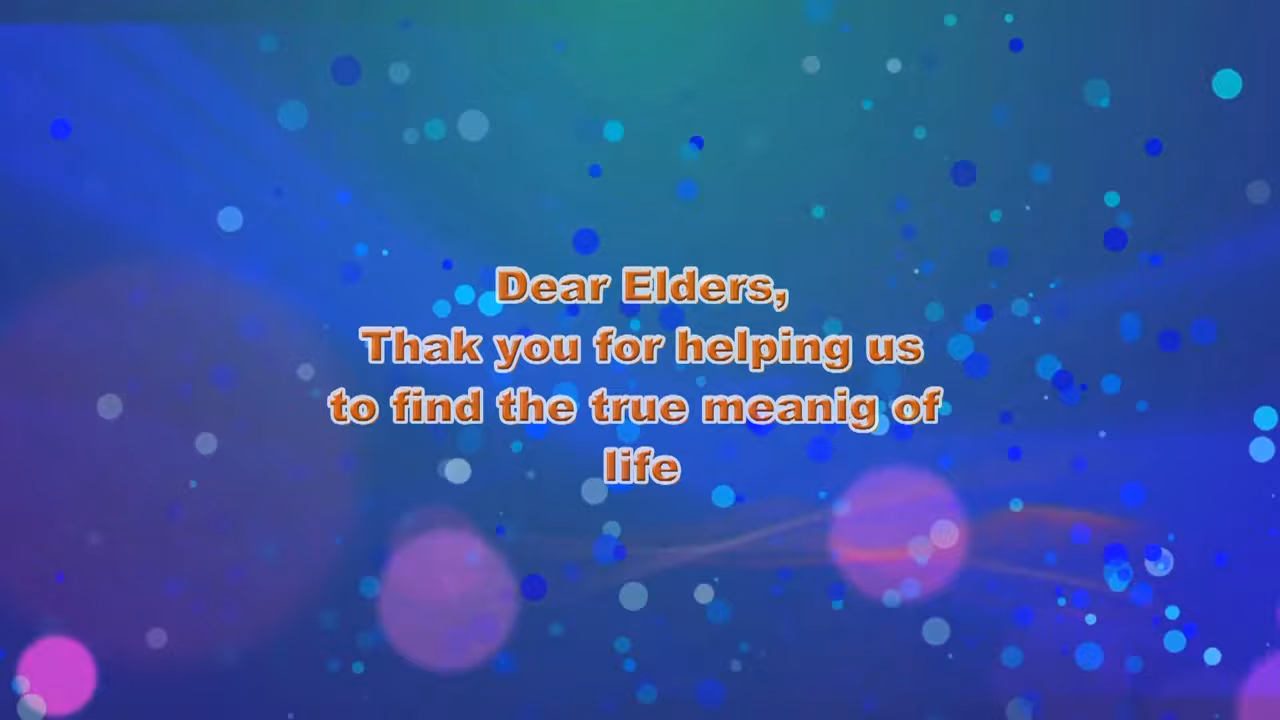 Dear Elders,
Thak you for helping us
to find the true meanig of
life